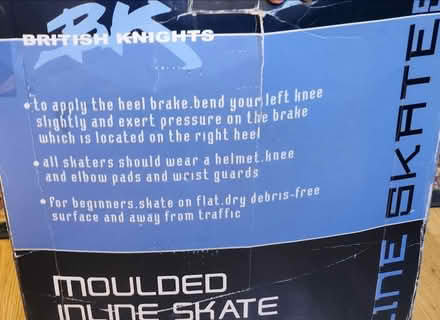 BK
BRITISH KNIGHTS
•to apply the heel brake.bend your left knee
slightly and exert pressure on the brake
which is located on the right heel
•all skaters should wear a helmet.knee
and elbow pads and wrist guards
•for beginners.skate on flat.dry debris-free
surface and away from traffic
MOULDED
INLINE SKATE
LINE SKATES